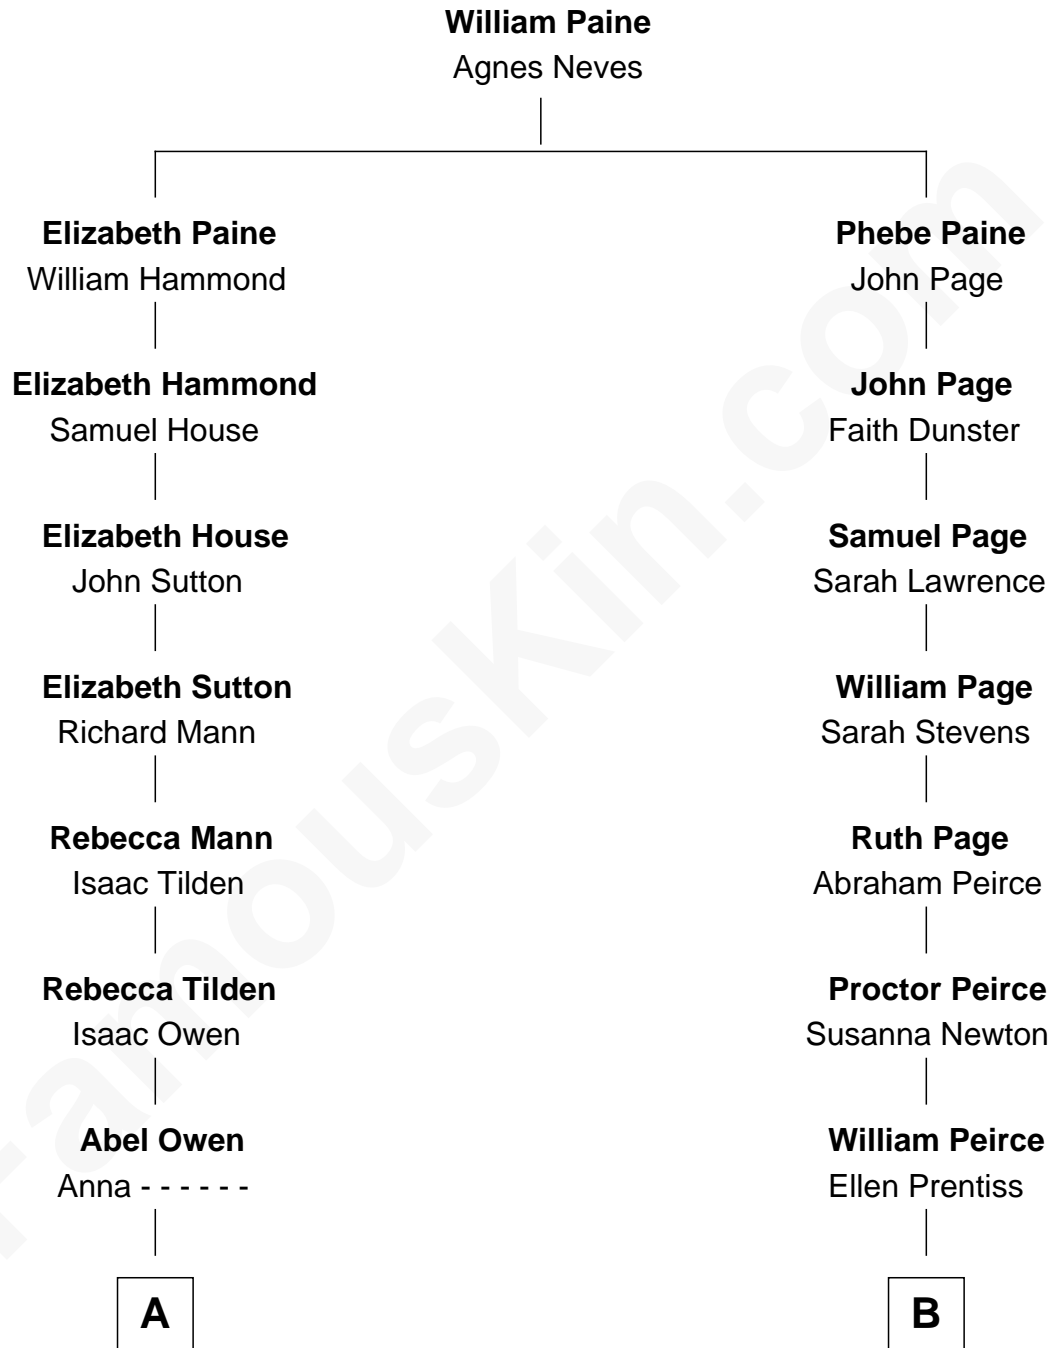 William Paine
Agnes Neves
Elizabeth Paine
William Hammond
Elizabeth Hammond
Samuel House
Elizabeth House
John Sutton
Elizabeth Sutton
Richard Mann
Rebecca Mann
Isaac Tilden
Rebecca Tilden
Isaac Owen
Abel Owen
Anna - - - - - -
A
Phebe Paine
John Page
John Page
Faith Dunster
Samuel Page
Sarah Lawrence
William Page
Sarah Stevens
Ruth Page
Abraham Peirce
Proctor Peirce
Susanna Newton
William Peirce
Ellen Prentiss
B
FamousKin.com